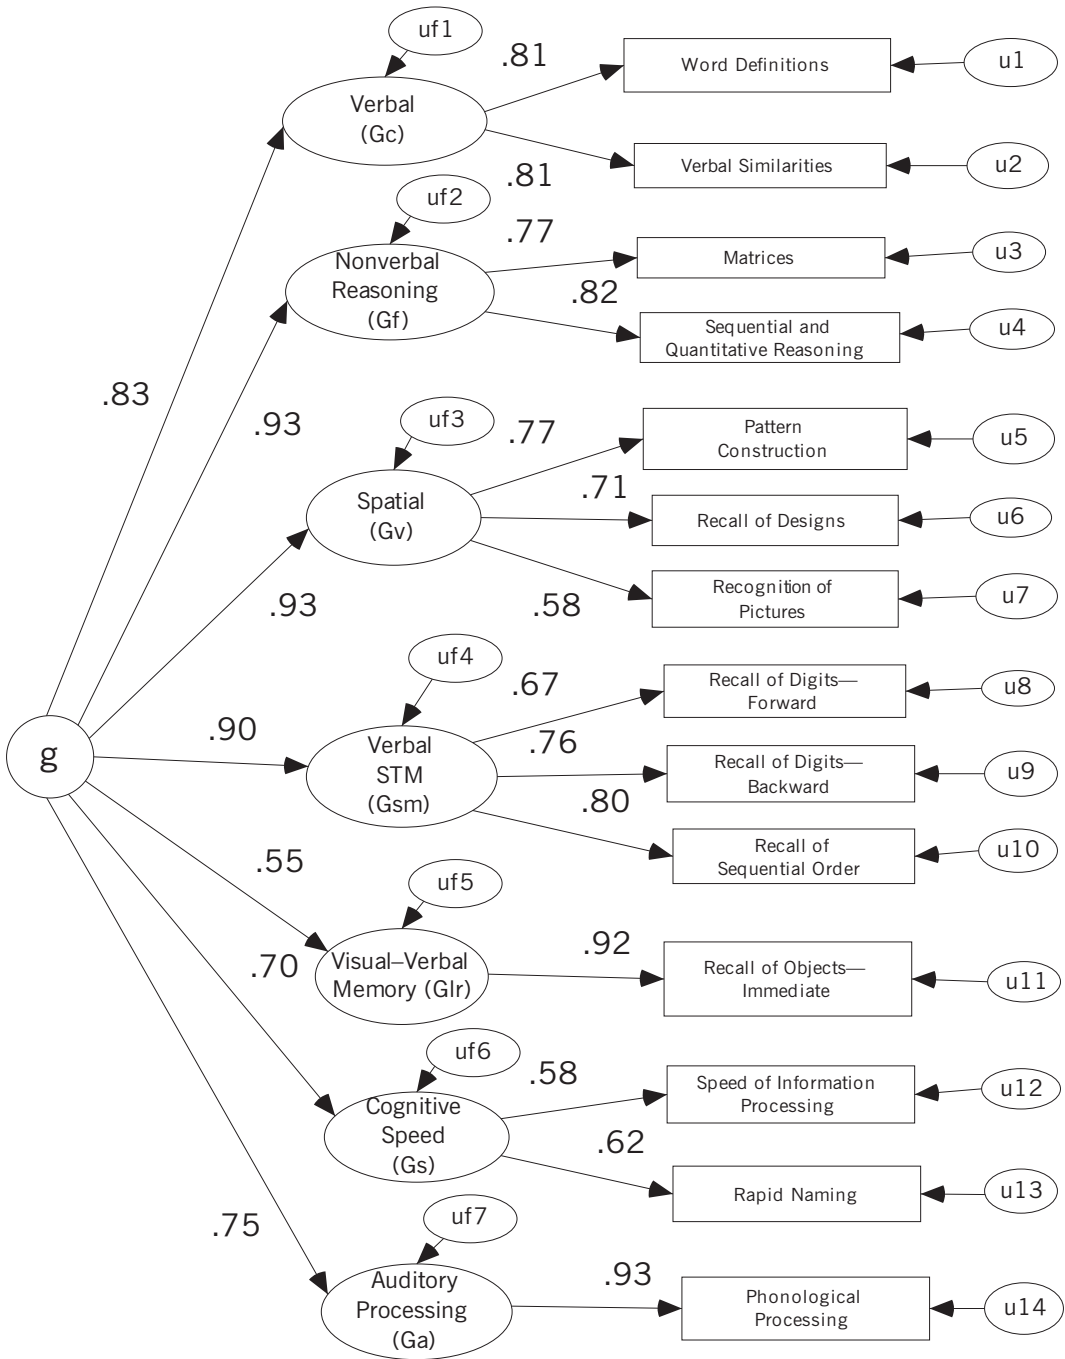 uf1
.81
Word Definitions
u1
Verbal
(Gc)
Verbal Similarities
u2
.81
uf2
.77
Matrices
u3
Nonverbal
Reasoning
(Gf)
.82
Sequential and
Quantitative Reasoning
u4
.83
.93
uf3
.77
Pattern
Construction
u5
Spatial
(Gv)
.71
Recall of Designs
u6
.93
.58
Recognition of
Pictures
u7
uf4
.67
Recall of Digits—
Forward
u8
g
.90
Verbal
STM
(Gsm)
.76
Recall of Digits—
Backward
u9
.80
Recall of
Sequential Order
u10
.55
uf5
.92
Recall of Objects—
Immediate
u11
Visual–Verbal
Memory (Glr)
.70
uf6
.58
Speed of Information
Processing
u12
Cognitive
Speed
(Gs)
.62
Rapid Naming
u13
.75
uf7
.93
Phonological
Processing
u14
Auditory
Processing
(Ga)